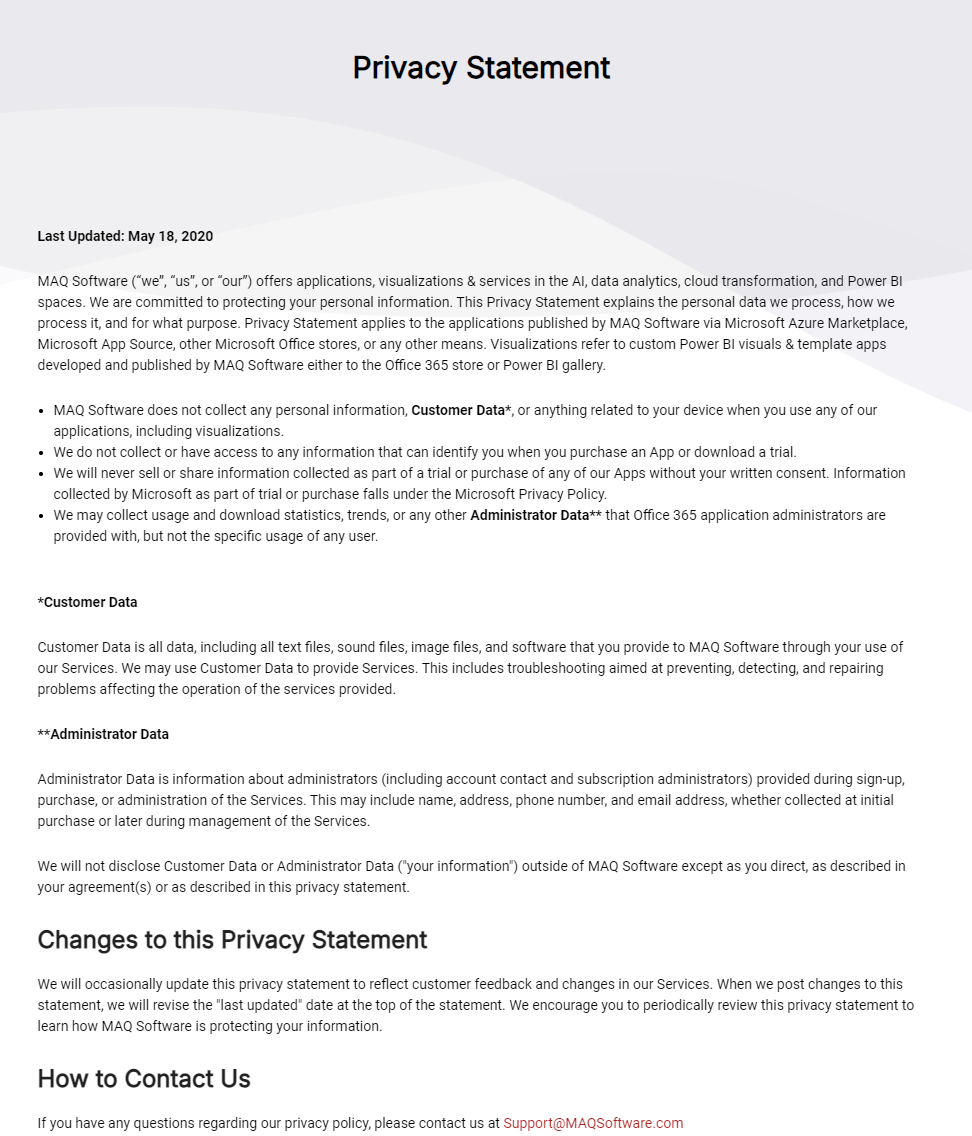 Privacy Statement
Last Updated: May 18, 2020
MAQ Software (“we”, “us”, or “our”) offers applications, visualizations & services in the AI, data analytics, cloud transformation, and Power BI
spaces. We are committed to protecting your personal information. This Privacy Statement explains the personal data we process, how we
process it, and for what purpose. Privacy Statement applies to the applications published by MAQ Software via Microsoft Azure Marketplace,
Microsoft App Source, other Microsoft Office stores, or any other means. Visualizations refer to custom Power BI visuals & template apps
developed and published by MAQ Software either to the Office 365 store or Power BI gallery.
• MAQ Software does not collect any personal information, Customer Data*, or anything related to your device when you use any of our
applications, including visualizations.
• We do not collect or have access to any information that can identify you when you purchase an App or download a trial.
• We will never sell or share information collected as part of a trial or purchase of any of our Apps without your written consent. Information
collected by Microsoft as part of trial or purchase falls under the Microsoft Privacy Policy.
• We may collect usage and download statistics, trends, or any other Administrator Data** that Office 365 application administrators are
provided with, but not the specific usage of any user.
*Customer Data
Customer Data is all data, including all text files, sound files, image files, and software that you provide to MAQ Software through your use of
our Services. We may use Customer Data to provide Services. This includes troubleshooting aimed at preventing, detecting, and repairing
problems affecting the operation of the services provided.
**Administrator Data
Administrator Data is information about administrators (including account contact and subscription administrators) provided during sign-up,
purchase, or administration of the Services. This may include name, address, phone number, and email address, whether collected at initial
purchase or later during management of the Services.
We will not disclose Customer Data or Administrator Data ("your information") outside of MAQ Software except as you direct, as described in
your agreement(s) or as described in this privacy statement.
Changes to this Privacy Statement
We will occasionally update this privacy statement to reflect customer feedback and changes in our Services. When we post changes to this
statement, we will revise the "last updated" date at the top of the statement. We encourage you to periodically review this privacy statement to
learn how MAQ Software is protecting your information.
How to Contact Us
If you have any questions regarding our privacy policy, please contact us at Support@MAQSoftware.com